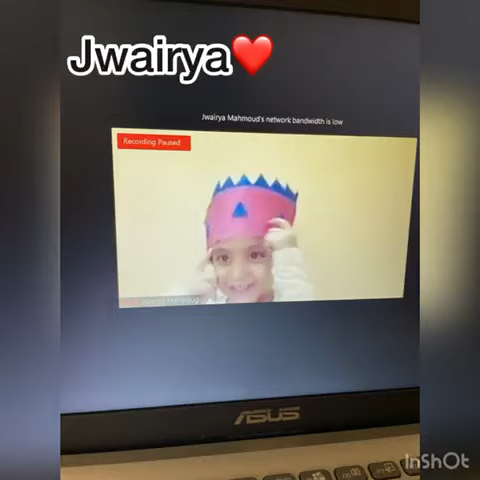 Jwairya❤️
Jwairya Mahmoud's network bandwidth is low
Recording Paused
ASUS
InShOt